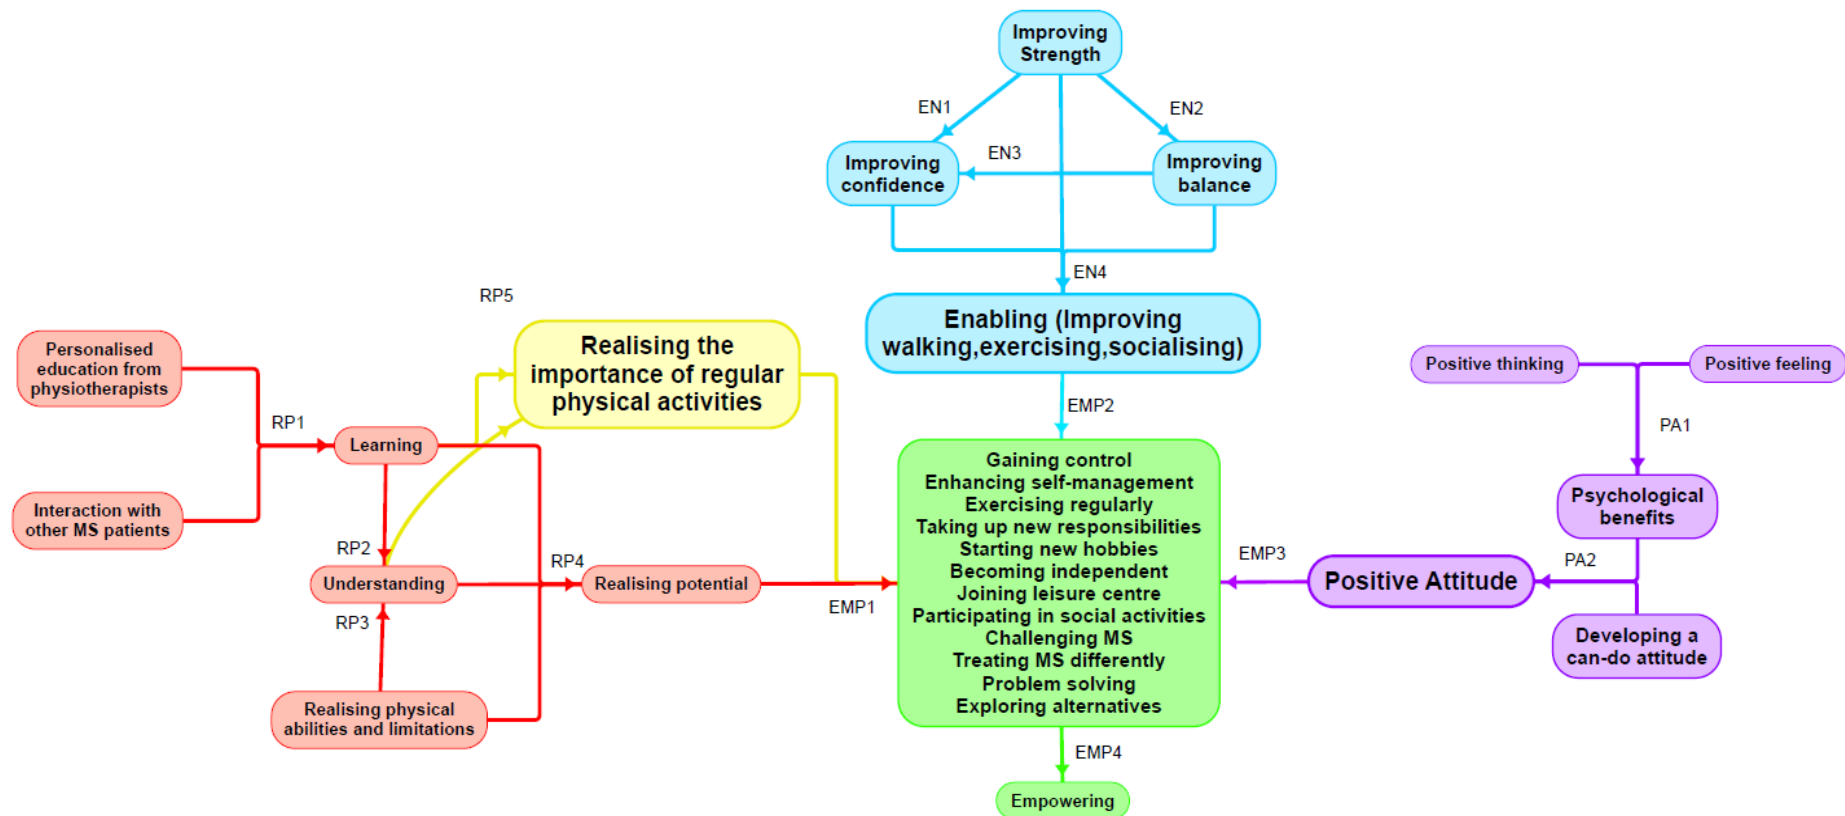 Improving
Strength
EN1
EN2
Improving
confidence
EN3
Improving
balance
EN4
RP5
Enabling (Improving
walking,exercising,socialising)
Realising the
importance of regular
physical activities
Personalised
education from
physiotherapists
Positive thinking
Positive feeling
EMP2
RP1
PA1
Learning
Interaction with
other MS patients
Gaining control
Enhancing self-management
Exercising regularly
Taking up new responsibilities
Starting new hobbies
Becoming independent
Joining leisure centre
Participating in social activities
Challenging MS
Treating MS differently
Problem solving
Exploring alternatives
Psychological
benefits
RP2
RP4
EMP3
PA2
Understanding
Realising potential
Positive Attitude
EMP1
RP3
Developing a
can-do attitude
Realising physical
abilities and limitations
EMP4
Empowering